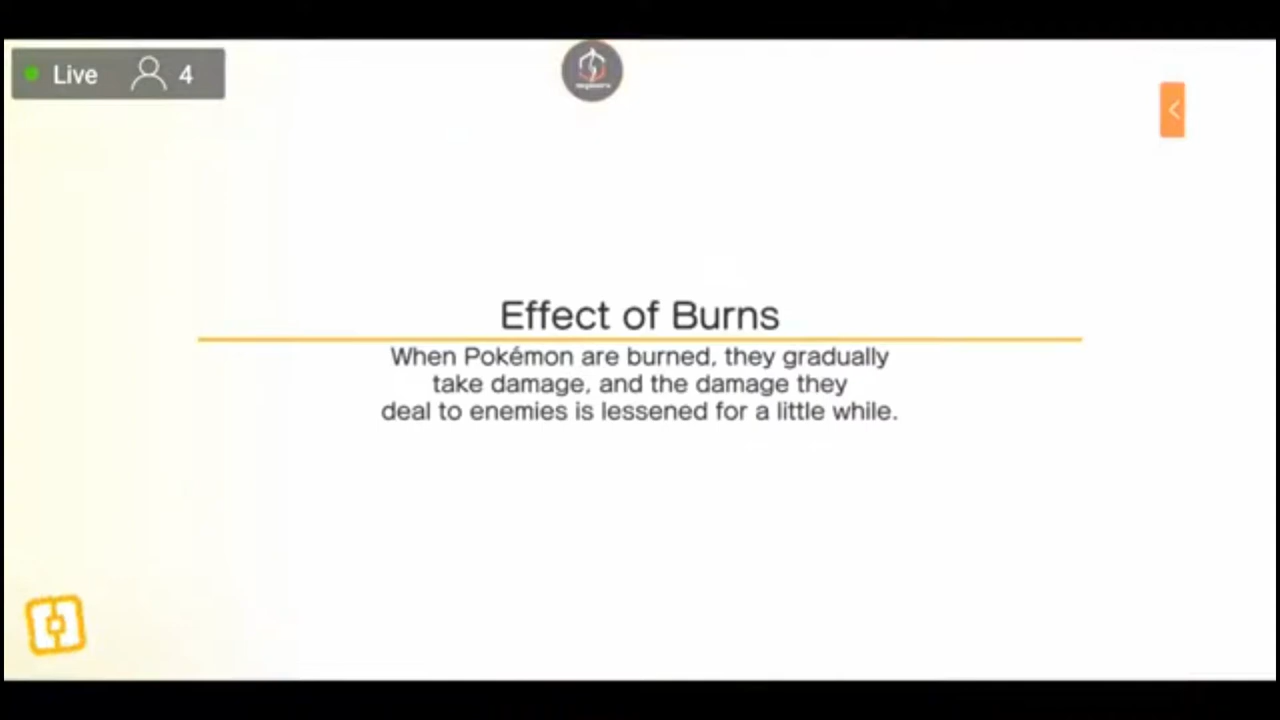 Live 4
Effect of Burns
When Pokémon are burned, they gradually
take damage, and the damage they
deal to enemies is lessened for a little while.